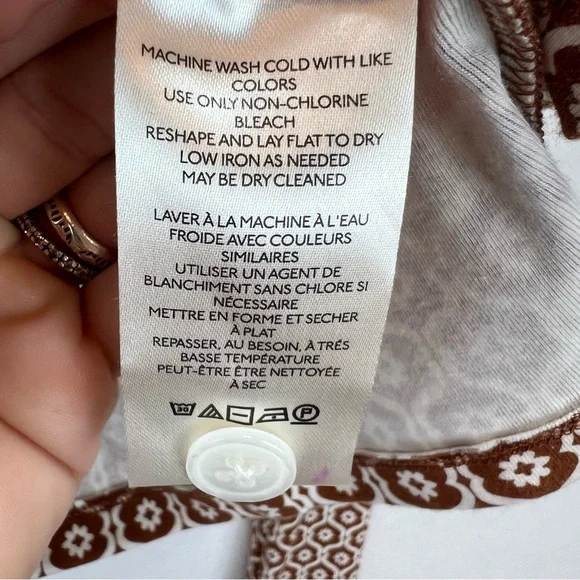 MACHINE WASH COLD WITH LIKE
COLORS
USE ONLY NON-CHLORINE
BLEACH
RESHAPE AND LAY FLAT TO DRY
LOW IRON AS NEEDED
MAY BE DRY CLEANED
LAVER À LA MACHINE À L'EAU
FROIDE AVEC COULEURS
SIMILAIRES
UTILISER UN AGENT DE
BLANCHIMENT SANS CHLORE SI
NÉCESSAIRE
METTRE EN FORME ET SECHER
À PLAT
REPASSER, AU BESOIN, À TRÉS
BASSE TEMPÉRATURE
PEUT-ÊTRE ÊTRE NETTOYÉE
À SEC
30 P